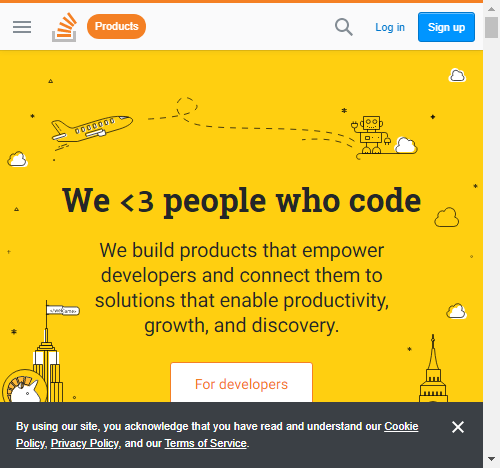 Products
Log in
Sign up
We <3 people who code
We build products that empower
developers and connect them to
solutions that enable productivity,
growth, and discovery.
For developers
By using our site, you acknowledge that you have read and understand our Cookie
Policy, Privacy Policy, and our Terms of Service.